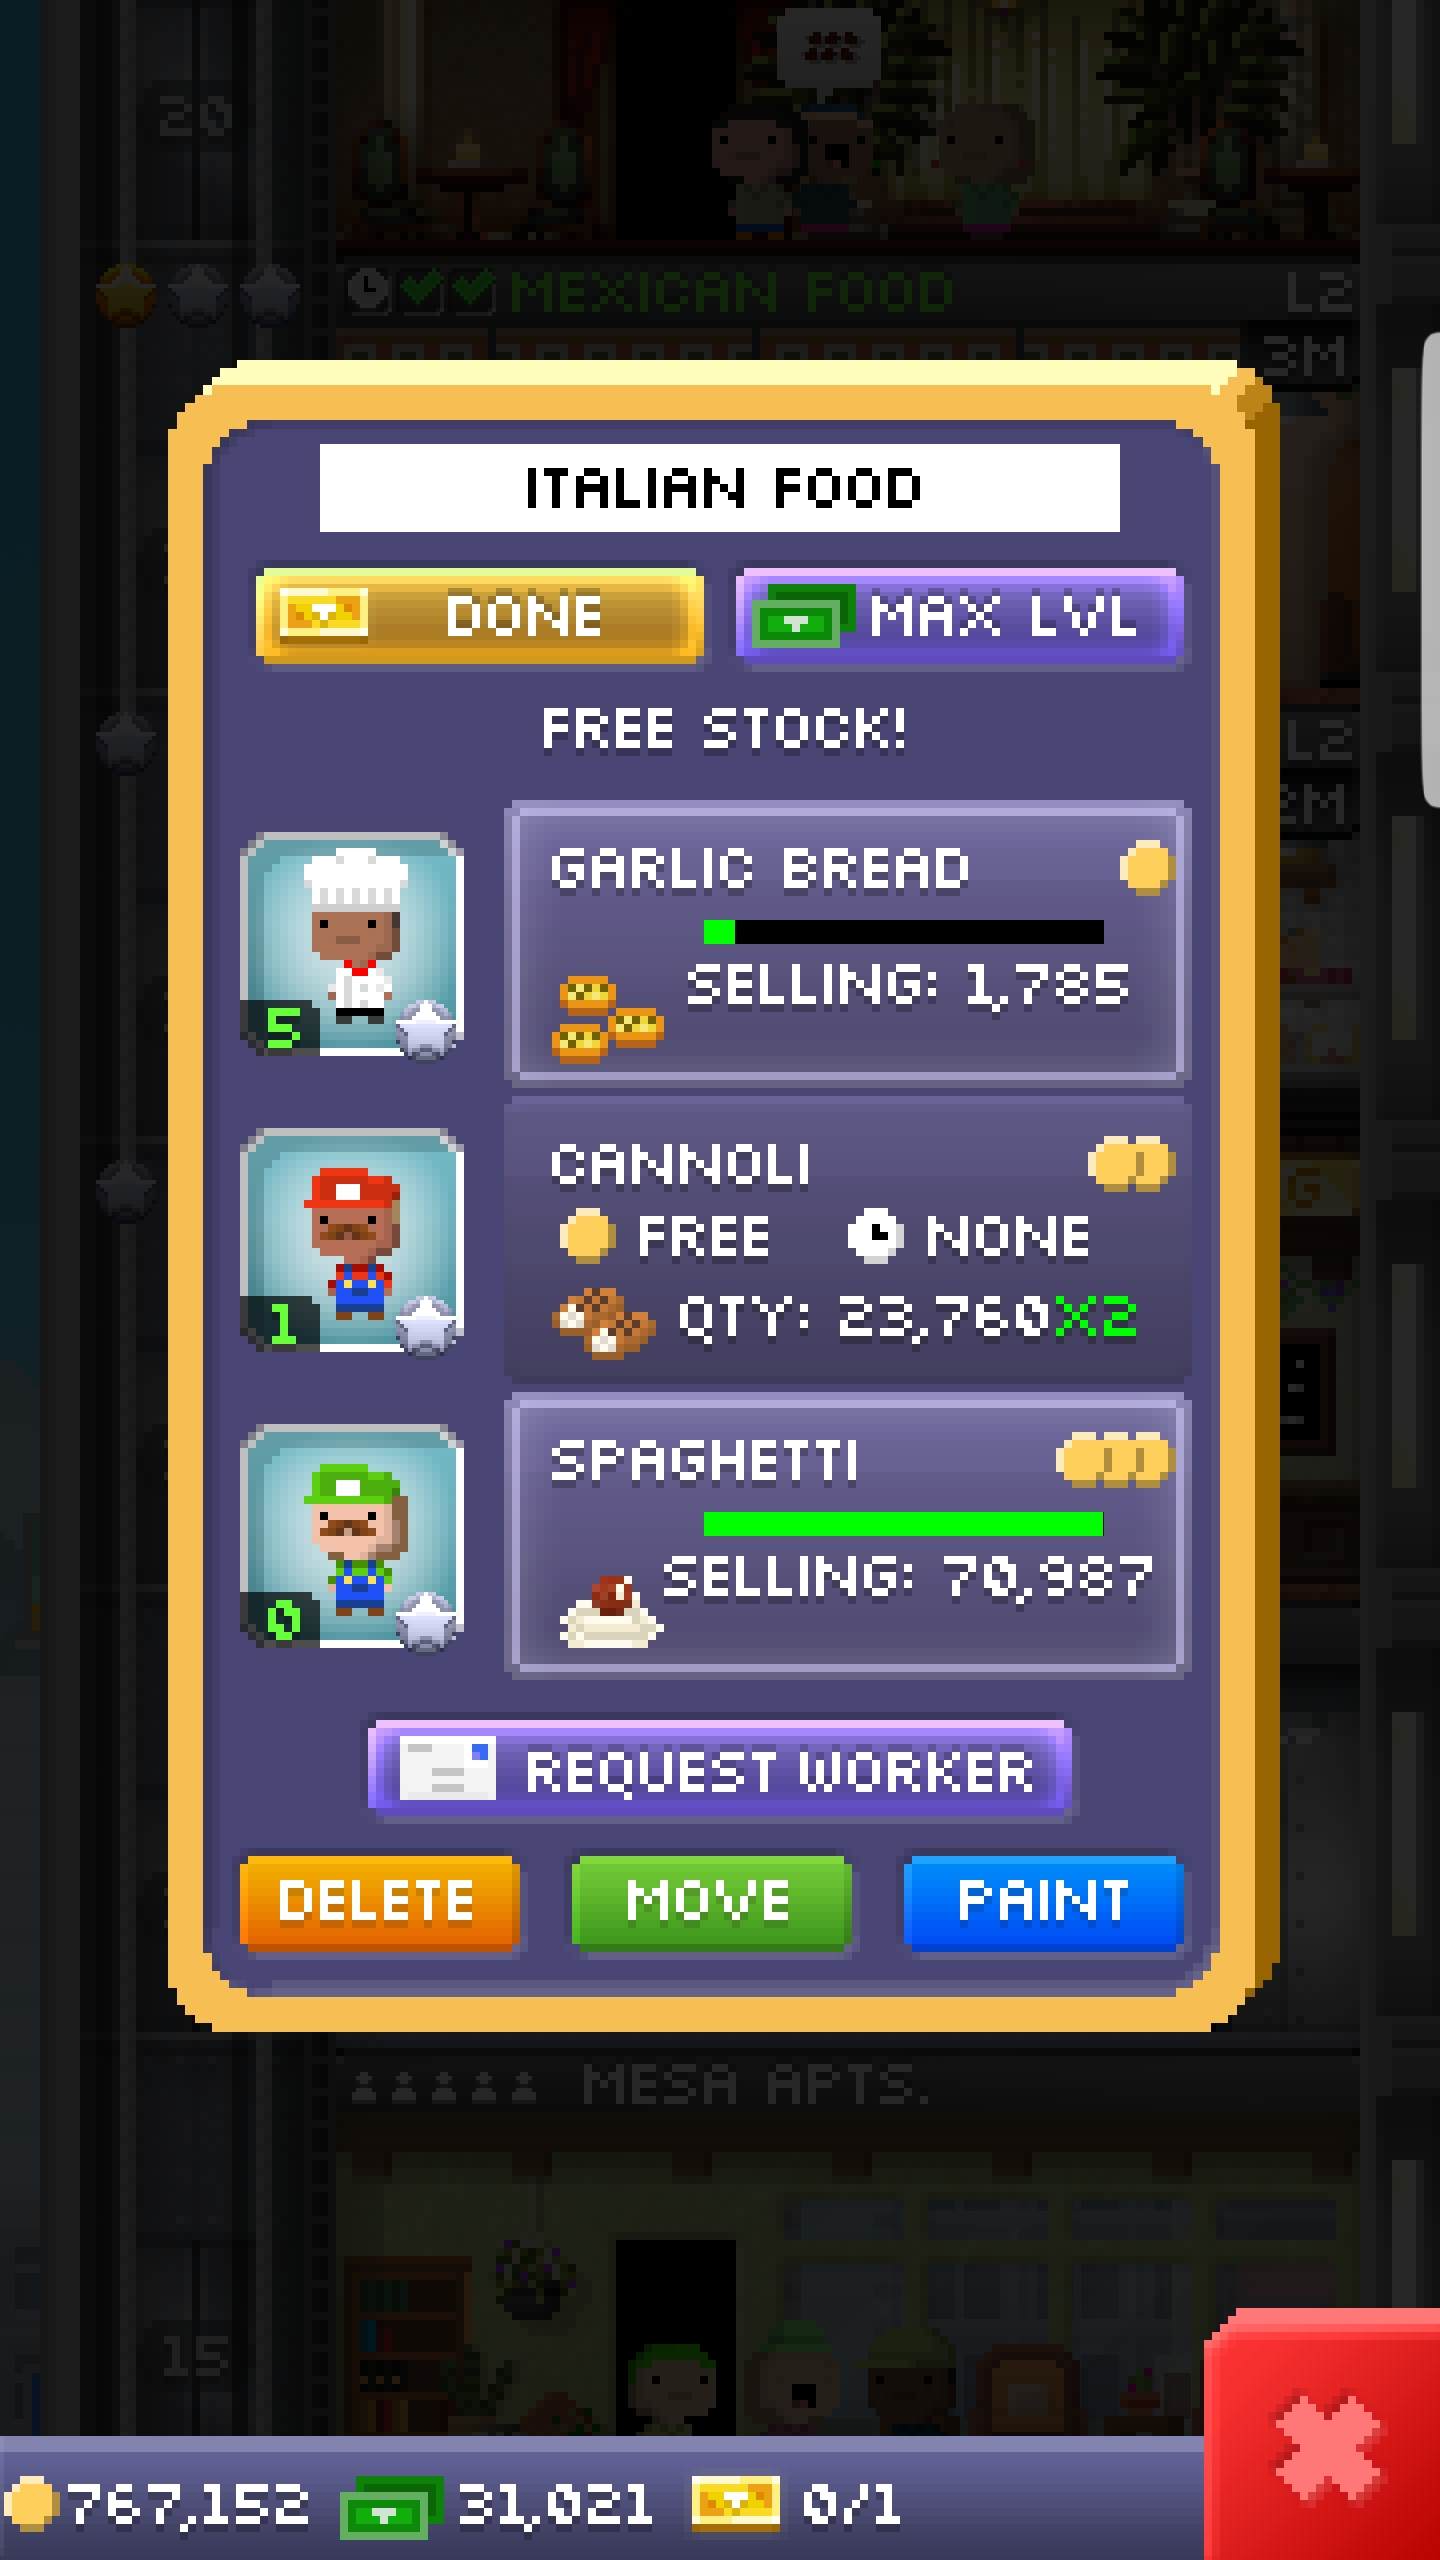 20
MEXICAN FOOD L2
3M
ITALIAN FOOD
DONE
MAX LVL
L2
FREE STOCK!
2M
GARLIC BREAD
SELLING: 1,785
5
CANNOLI
FREE NONE
QTY: 23,760X2
1
SPAGHETTI
SELLING: 70,987
0
REQUEST WORKER
DELETE MOVE PAINT
MESA APTS.
15
767,152 31,021 0/1